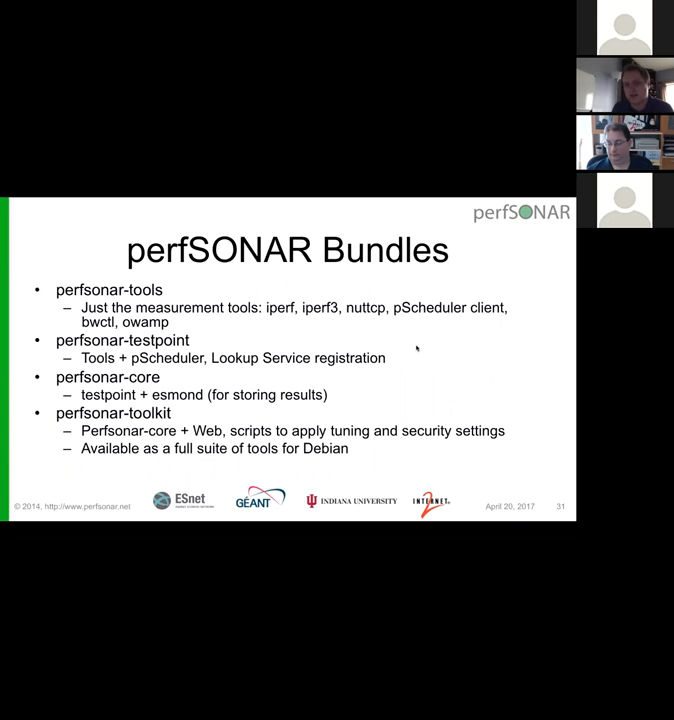 perfSONAR
perfSONAR Bundles
• perfsonar-tools
– Just the measurement tools: iperf, iperf3, nuttcp, pScheduler client,
bwctl, owamp
• perfsonar-testpoint
– Tools + pScheduler, Lookup Service registration
• perfsonar-core
– testpoint + esmond (for storing results)
• perfsonar-toolkit
– Perfsonar-core + Web, scripts to apply tuning and security settings
– Available as a full suite of tools for Debian
© 2014, http://www.perfsonar.net
ESnet
GÉANT
INDIANA UNIVERSITY
INTERNET2
April 20, 2017
31